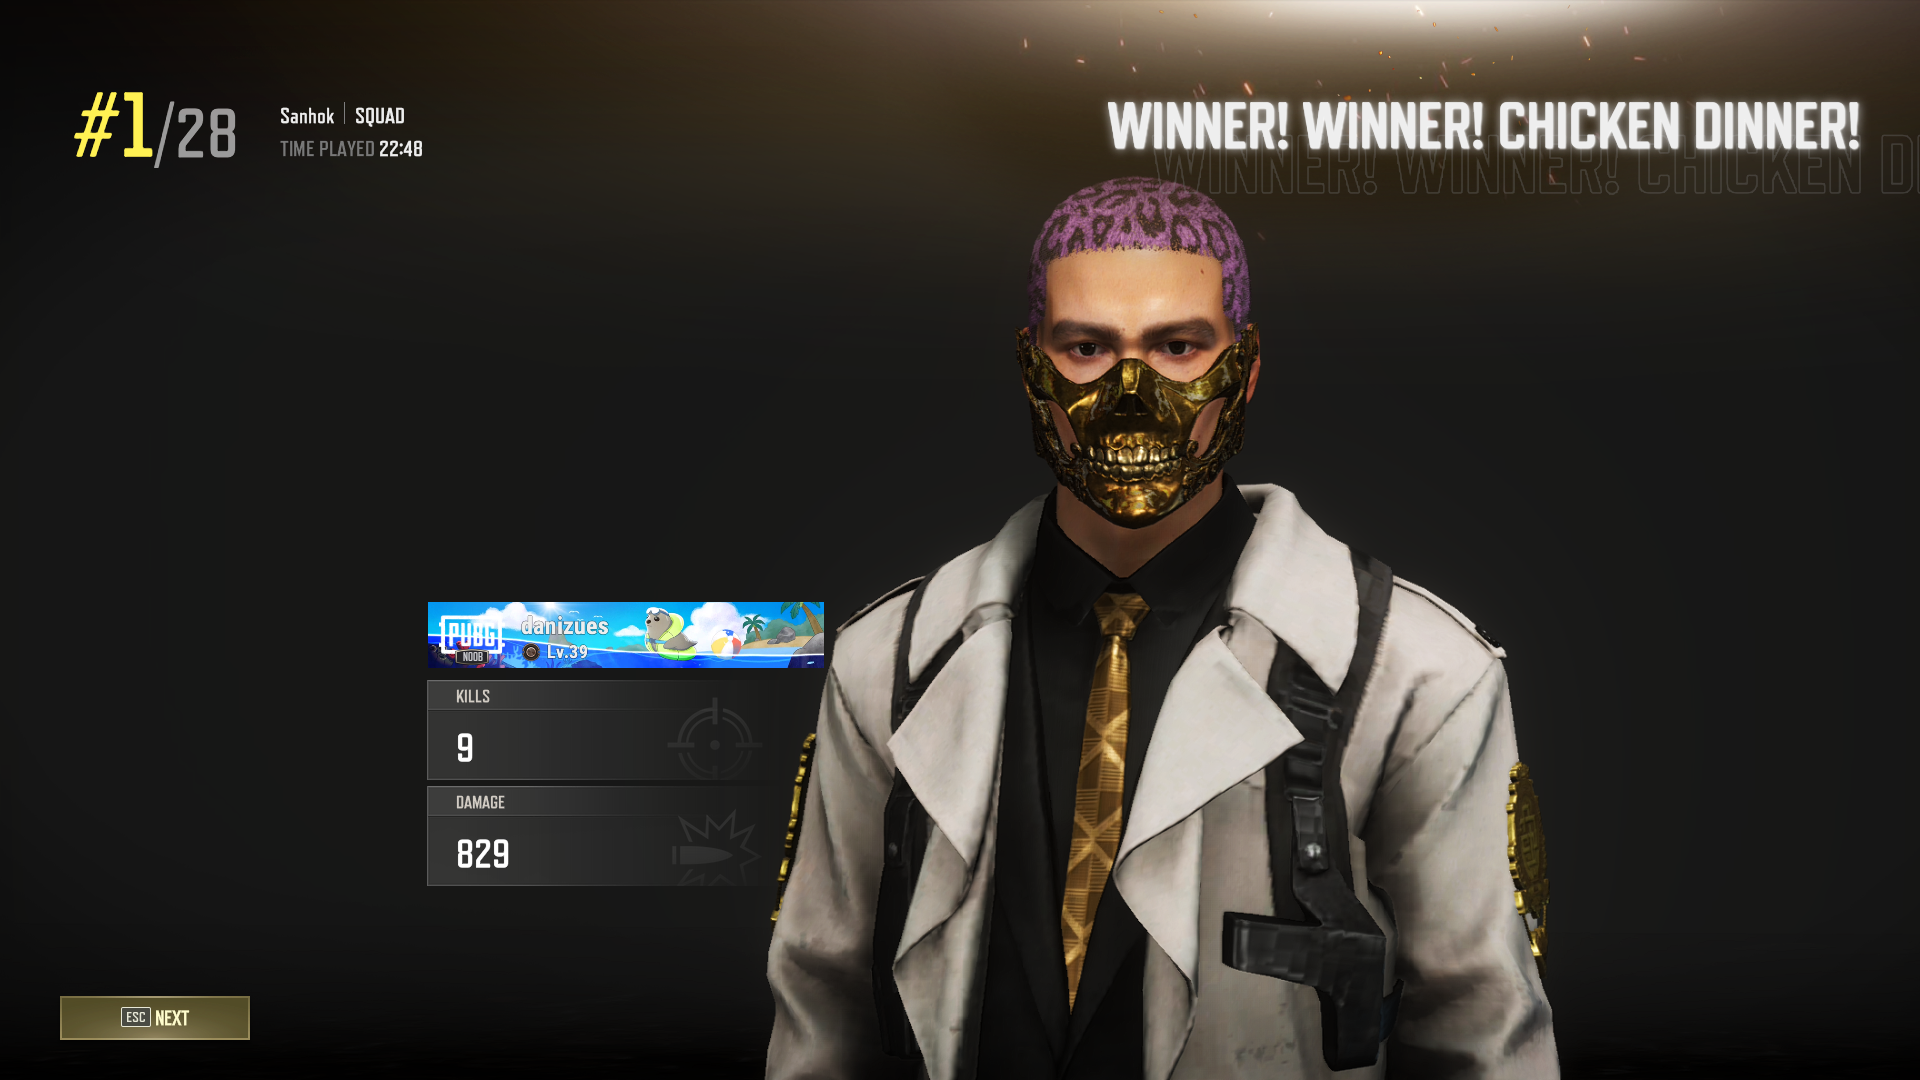 #1/28
Sanhok | SQUAD
TIME PLAYED 22:48
WINNER! WINNER! CHICKEN DINNER!
WINNER! WINNER! CHICKEN DI
PUBG
NOOB
danizues
Lv.39
KILLS
9
DAMAGE
829
ESC NEXT